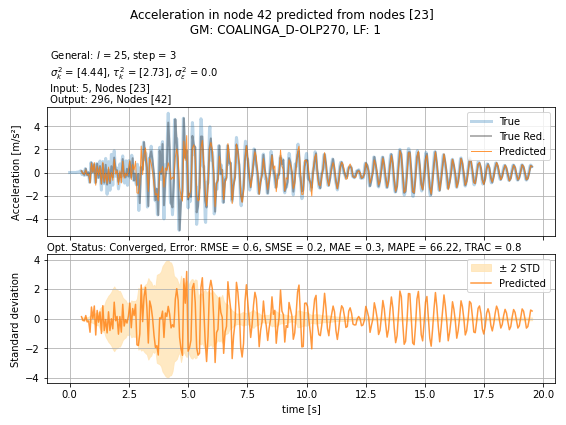 Acceleration in node 42 predicted from nodes [23]
GM: COALINGA_D-OLP270, LF: 1
General: l = 25, step = 3
σ²ₖ = [4.44], τ²ₖ = [2.73], σ²ₑ = 0.0
Input: 5, Nodes [23]
Output: 296, Nodes [42]
True
True Red.
Predicted
Acceleration [m/s²]
4
2
0
−2
−4
Opt. Status: Converged, Error: RMSE = 0.6, SMSE = 0.2, MAE = 0.3, MAPE = 66.22, TRAC = 0.8
± 2 STD
Predicted
Standard deviation
4
2
0
−2
−4
0.0 2.5 5.0 7.5 10.0 12.5 15.0 17.5 20.0
time [s]